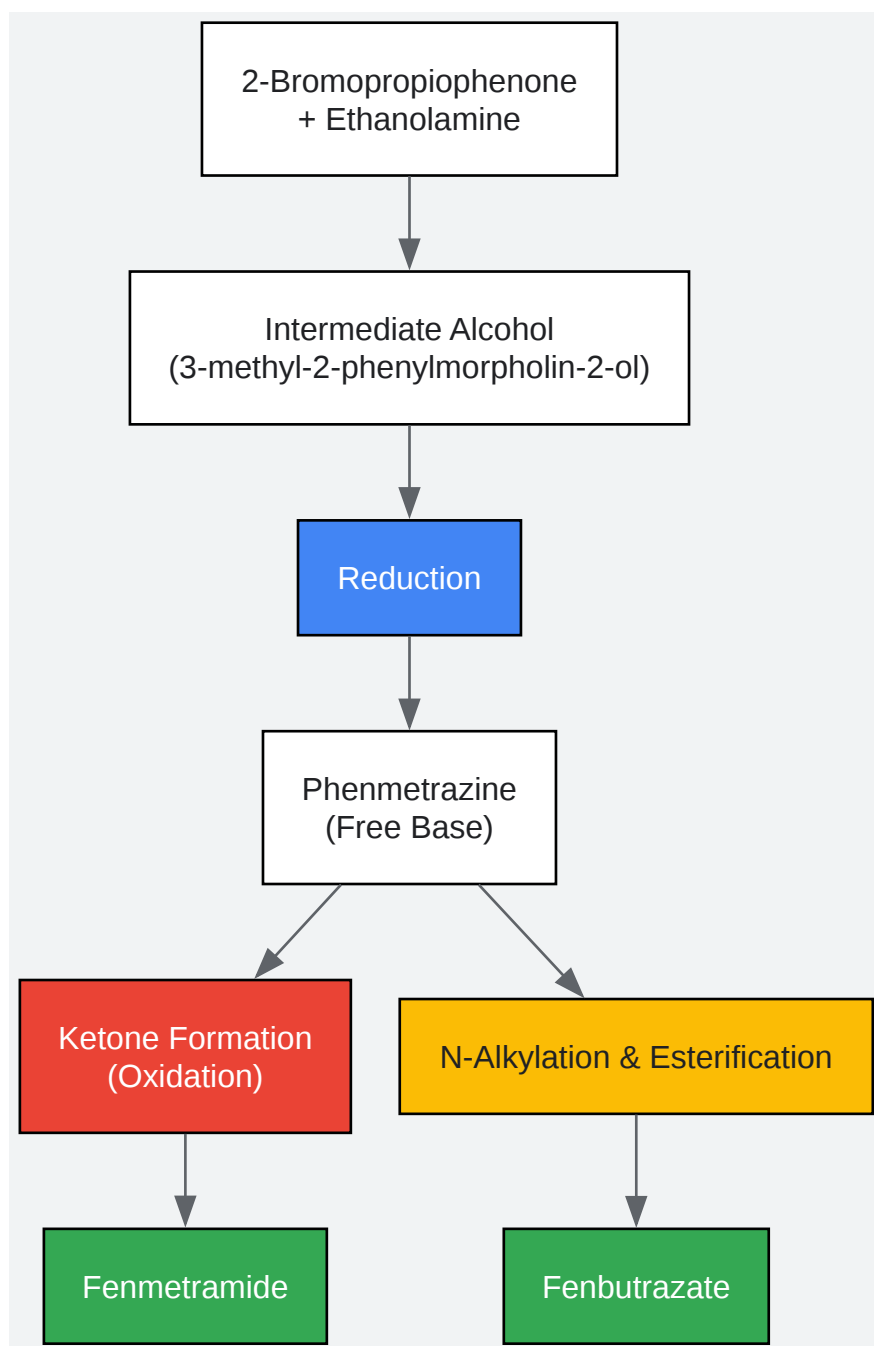 2-Bromopropiophenone
+ Ethanolamine
Intermediate Alcohol
(3-methyl-2-phenylmorpholin-2-ol)
Reduction
Phenmetrazine
(Free Base)
Ketone Formation
(Oxidation)
N-Alkylation & Esterification
Fenmetramide
Fenbutrazate